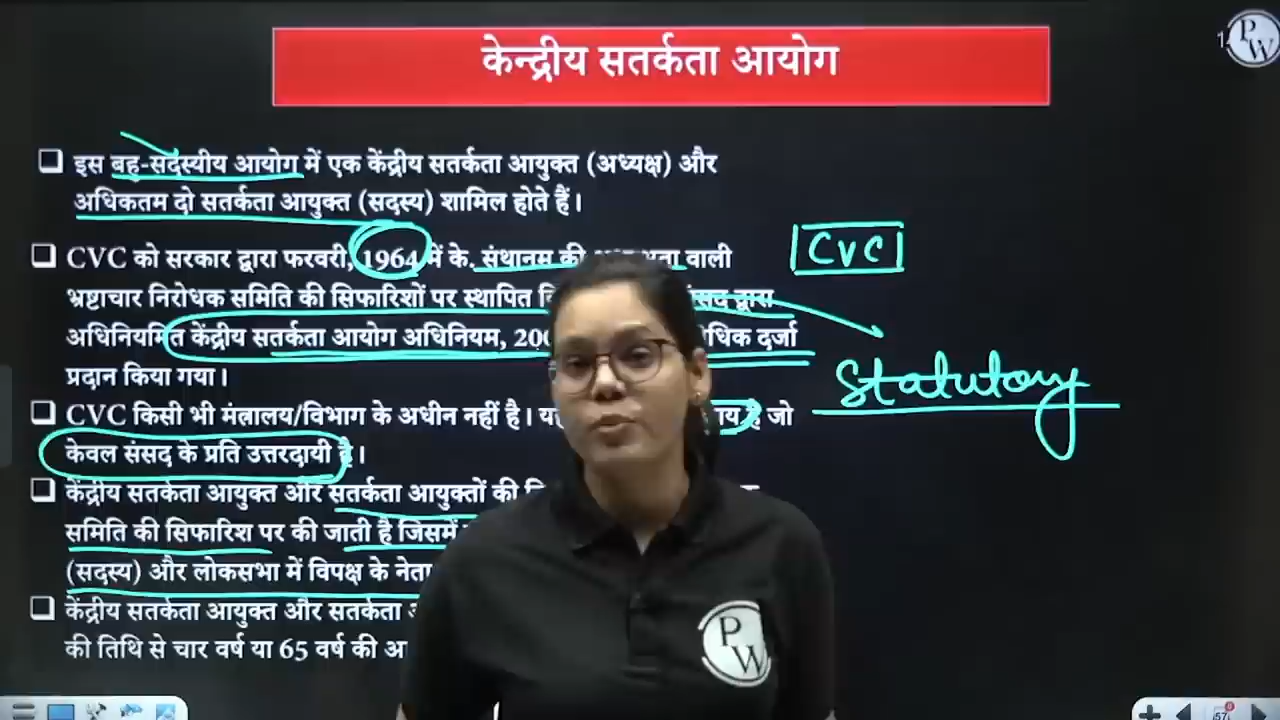 केन्द्रीय सतर्कता आयोग
PW
इस बहु-सदस्यीय आयोग में एक केंद्रीय सतर्कता आयुक्त (अध्यक्ष) और
अधिकतम दो सतर्कता आयुक्त (सदस्य) शामिल होते हैं।
CVC को सरकार द्वारा फरवरी, 1964 में के. संथानम की वाली
CVC
भ्रष्टाचार निरोधक समिति की सिफारिशों पर स्थापित द्वारा
अधिनियमित केंद्रीय सतर्कता आयोग अधिनियम, दर्जा
Statutory
प्रदान किया गया।
CVC किसी भी मंत्रालय/विभाग के अधीन नहीं है। है जो
केवल संसद के प्रति उत्तरदायी है।
केंद्रीय सतर्कता आयुक्त और सतर्कता आयुक्तों की
समिति की सिफारिश पर की जाती है जिसमें
(सदस्य) और लोकसभा में विपक्ष के नेता
केंद्रीय सतर्कता आयुक्त और सतर्कता
की तिथि से चार वर्ष या 65 वर्ष की
PW
57